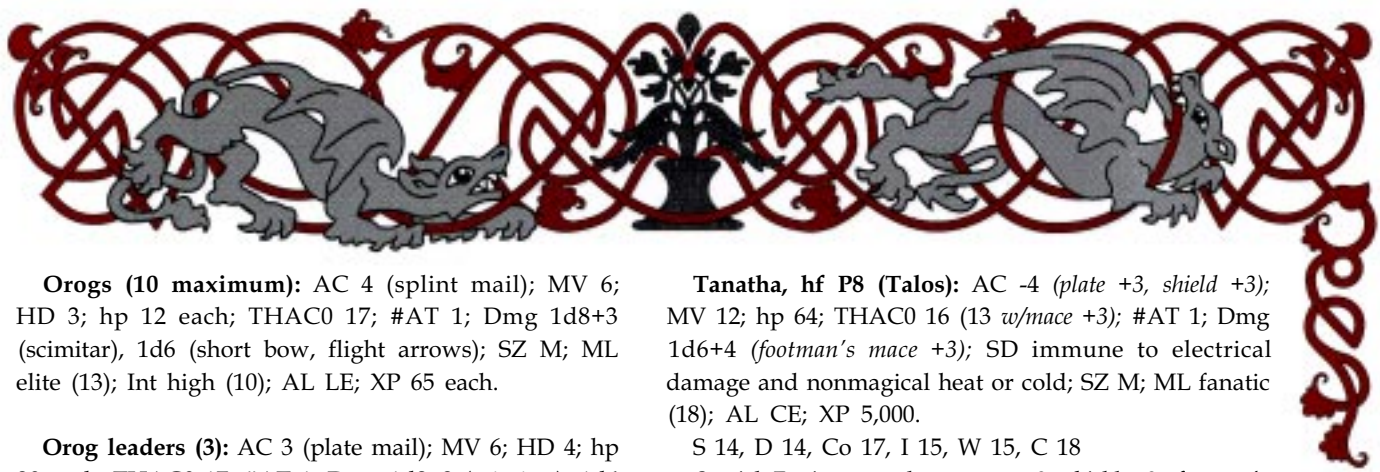 Orogs (10 maximum): AC 4 (splint mail); MV 6;
HD 3; hp 12 each; THAC0 17; #AT 1; Dmg 1d8+3
(scimitar), 1d6 (short bow, flight arrows); SZ M; ML
elite (13); Int high (10); AL LE; XP 65 each.
Orog leaders (3): AC 3 (plate mail); MV 6; HD 4; hp
Tanatha, hf P8 (Talos): AC -4 (plate +3, shield +3);
MV 12; hp 64; THAC0 16 (13 w/mace +3); #AT 1; Dmg
1d6+4 (footman's mace +3); SD immune to electrical
damage and nonmagical heat or cold; SZ M; ML fanatic
(18); AL CE; XP 5,000.
S 14, D 14, Co 17, I 15, W 15, C 18